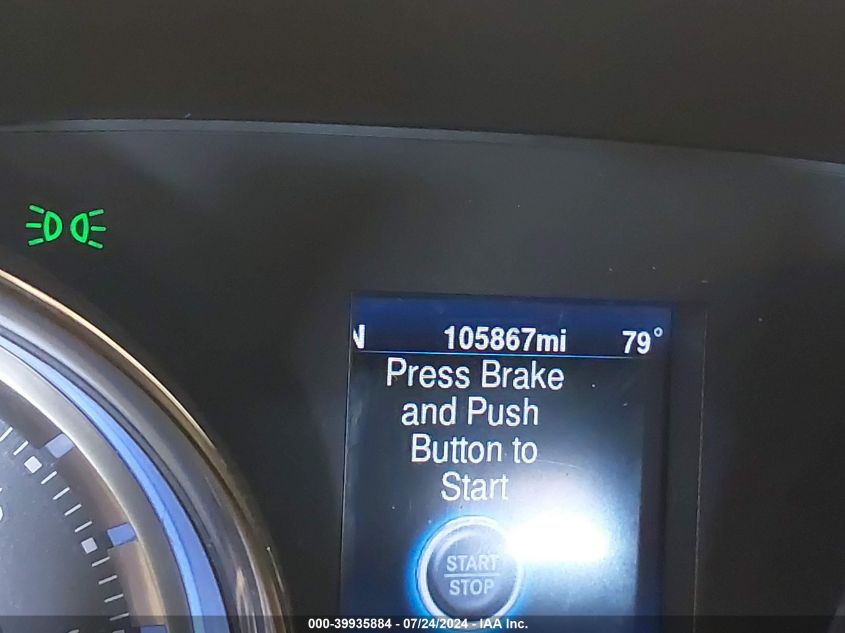 N 105867mi 79°
Press Brake
and Push
Button to
Start
START
STOP
000-39935884 - 07/24/2024 - IAA Inc.